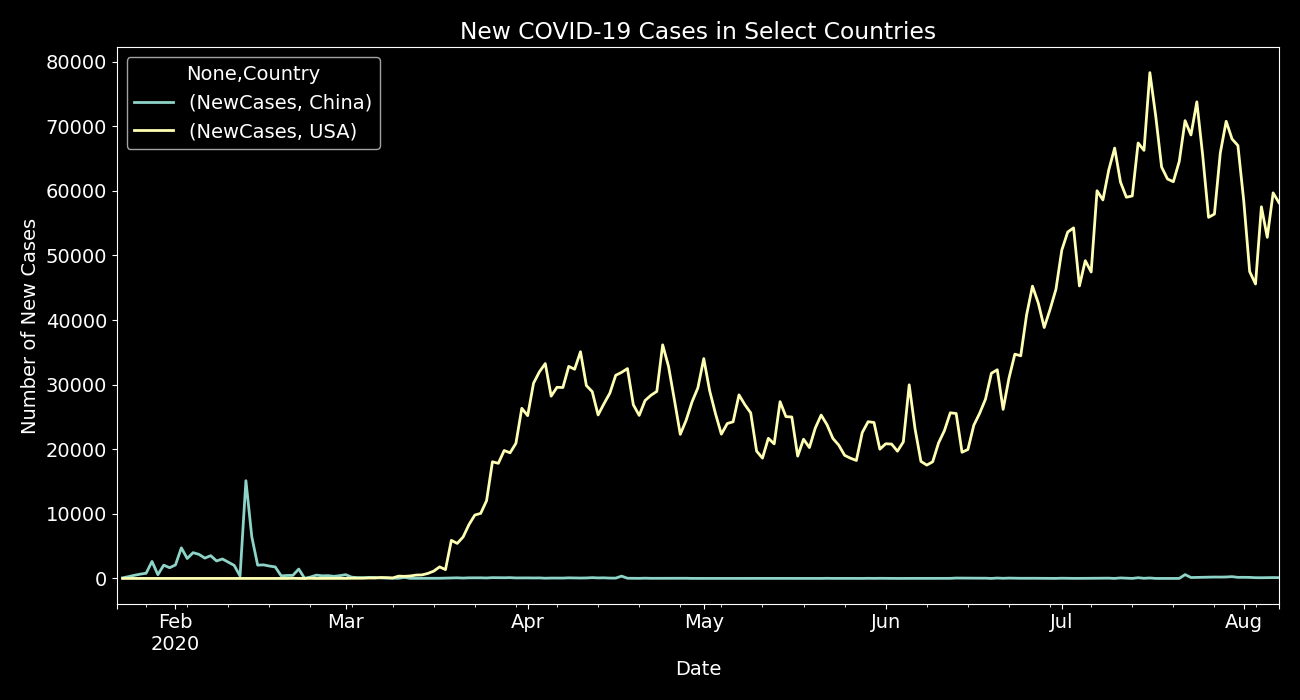 New COVID-19 Cases in Select Countries
80000
70000
60000
50000
40000
30000
20000
10000
0
Number of New Cases
None,Country
(NewCases, China)
(NewCases, USA)
Feb
2020
Mar
Apr
May
Jun
Jul
Aug
Date